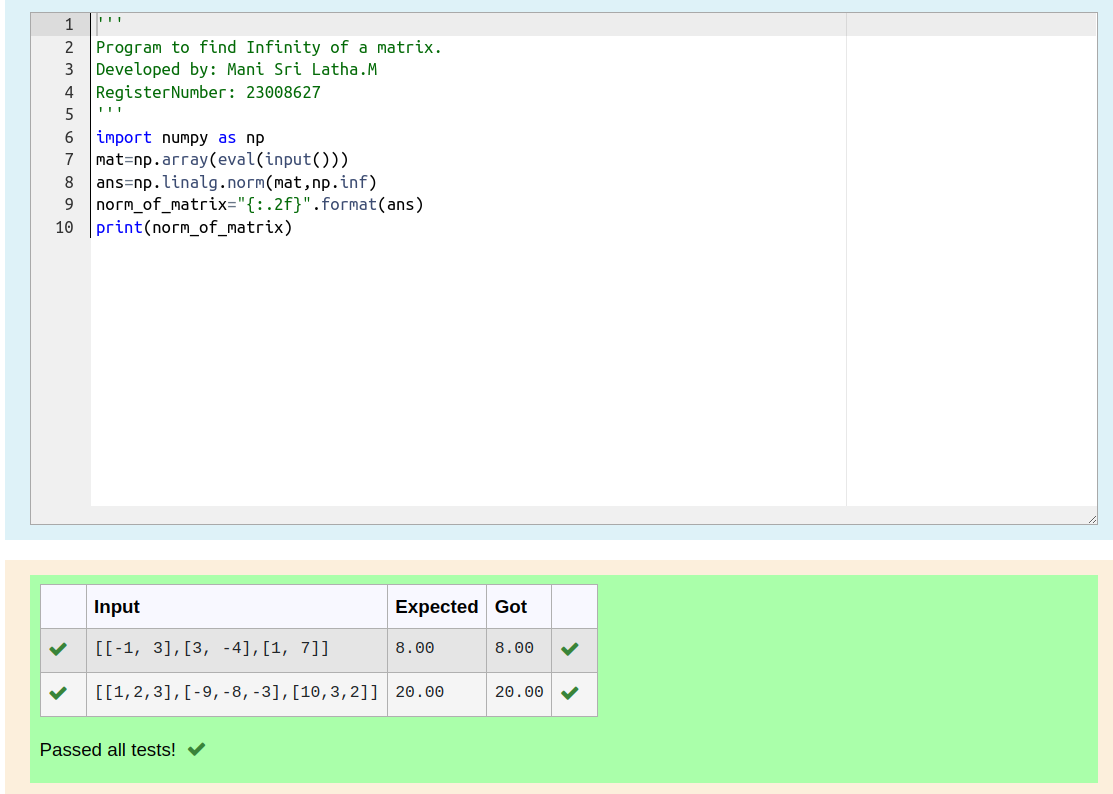 1 '''
2 Program to find Infinity of a matrix.
3 Developed by: Mani Sri Latha.M
4 RegisterNumber: 23008627
5 '''
6 import numpy as np
7 mat=np.array(eval(input()))
8 ans=np.linalg.norm(mat,np.inf)
9 norm_of_matrix="{:.2f}".format(ans)
10 print(norm_of_matrix)
Input Expected Got
[[-1, 3],[3, -4],[1, 7]] 8.00 8.00
[[1,2,3],[-9,-8,-3],[10,3,2]] 20.00 20.00
Passed all tests!